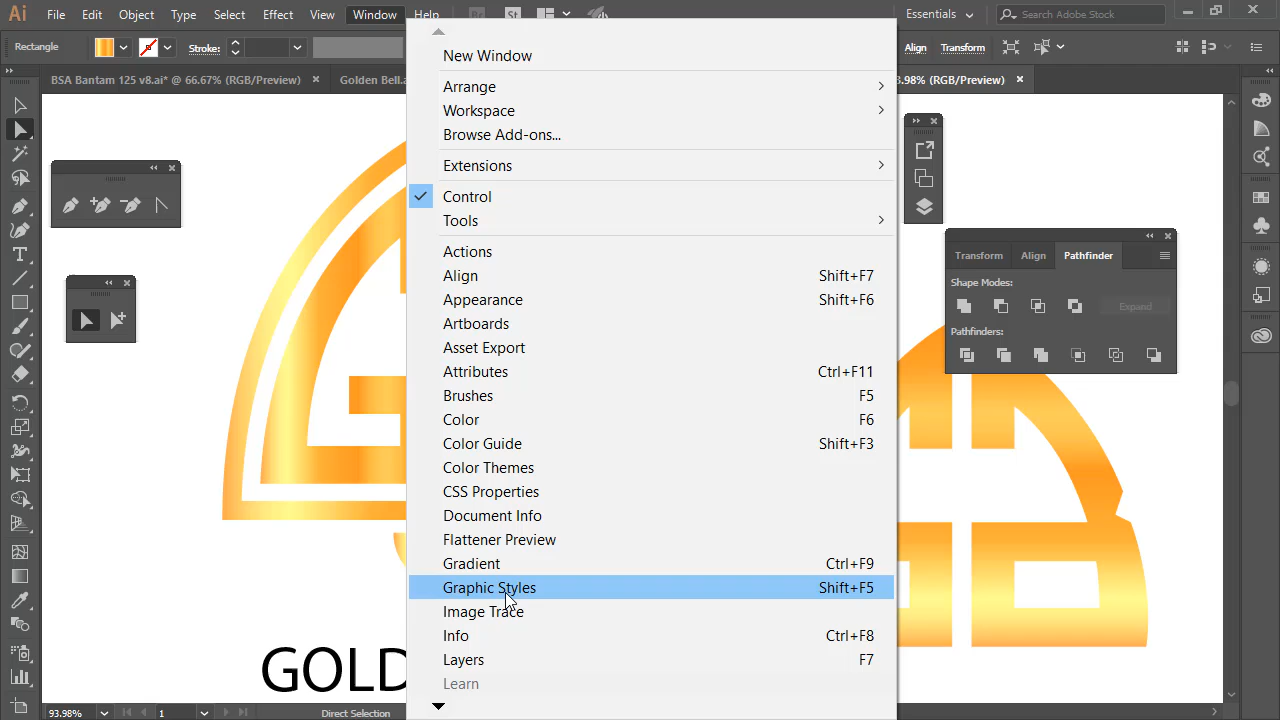 Ai File Edit Object Type Select Effect View Window Help Br St Essentials Search Adobe Stock
Rectangle Stroke: Align Transform
BSA Bantam 125 v8.ai* @ 66.67% (RGB/Preview) × Golden Bell.a 3.98% (RGB/Preview) ×
New Window
Arrange
Workspace
Browse Add-ons...
Extensions
Control
Tools
Actions
Align Shift+F7
Appearance Shift+F6
Artboards
Asset Export
Attributes Ctrl+F11
Brushes F5
Color F6
Color Guide Shift+F3
Color Themes
CSS Properties
Document Info
Flattener Preview
Gradient Ctrl+F9
Graphic Styles Shift+F5
Image Trace
Info Ctrl+F8
Layers F7
Learn
Transform Align Pathfinder
Shape Modes:
Expand
Pathfinders:
GOLD
93.98% 1 Direct Selection